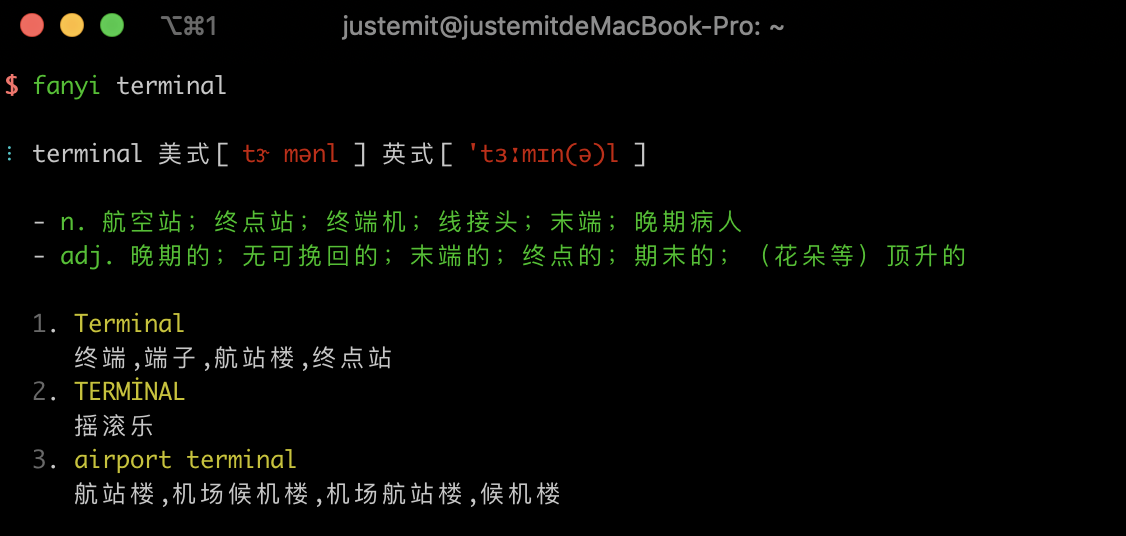 ⌥⌘1 justemit@justemitdeMacBook-Pro: ~
$ fanyi terminal
⁝ terminal 美式[ tɝ mənl ] 英式[ 'tɜːmɪn(ə)l ]
- n. 航空站；终点站；终端机；线接头；末端；晚期病人
- adj. 晚期的；无可挽回的；末端的；终点的；期末的；（花朵等）顶升的
1. Terminal
终端,端子,航站楼,终点站
2. TERMİNAL
摇滚乐
3. airport terminal
航站楼,机场候机楼,机场航站楼,候机楼